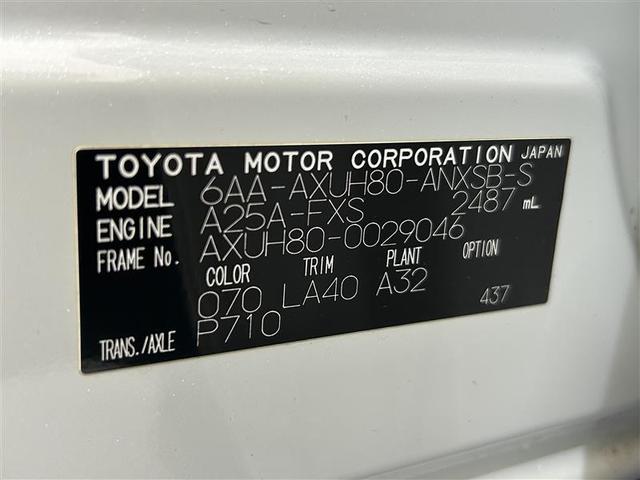 TOYOTA MOTOR CORPORATION JAPAN
MODEL 6AA-AXUH80-ANXSB-S
ENGINE A25A-FXS 2487 mL
FRAME No. AXUH80-0029046
COLOR TRIM PLANT OPTION
070 LA40 A32 437
TRANS./AXLE P710